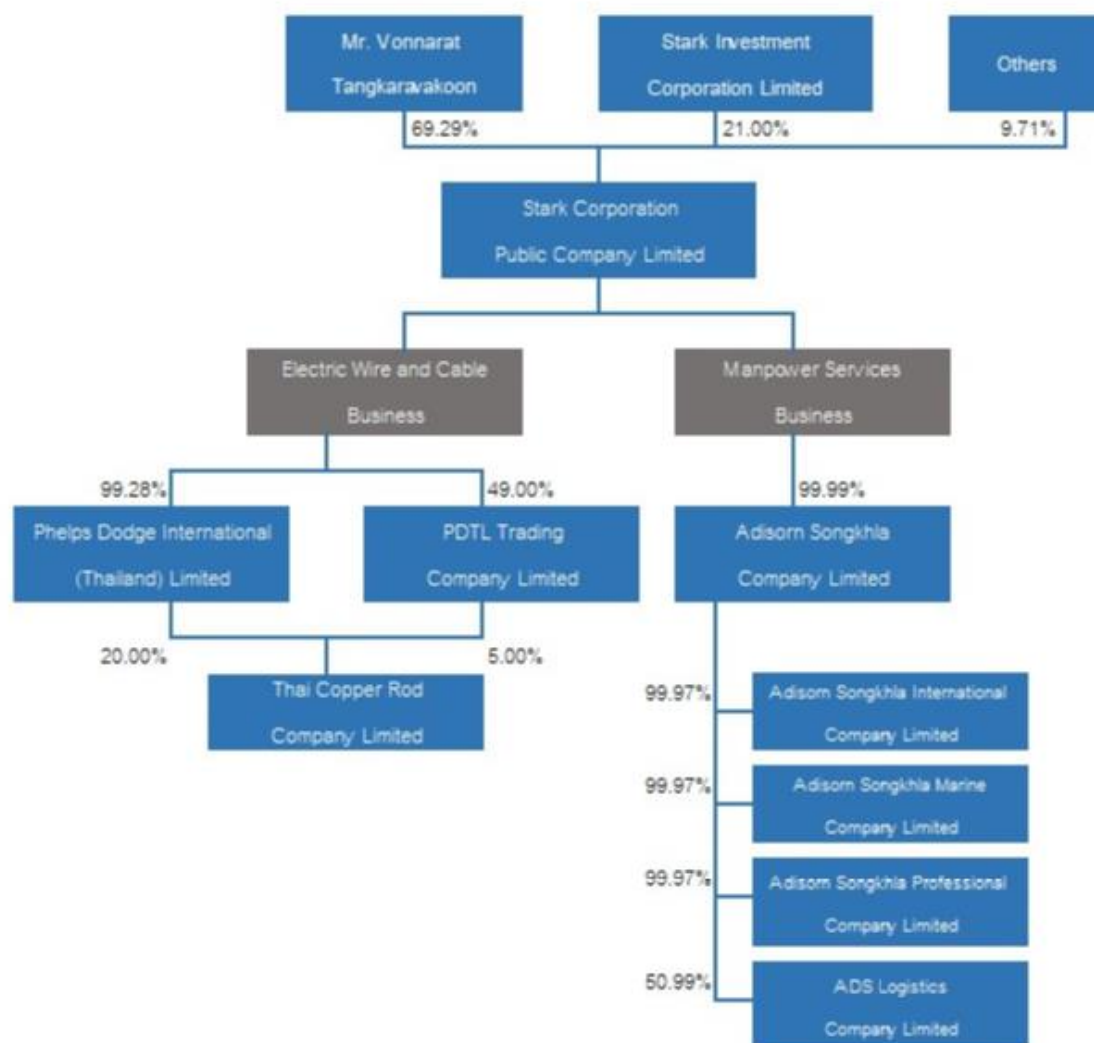 Mr. Vonnarat
Tangkaravakoon
Stark Investment
Corporation Limited
Others
69.29%
21.00%
9.71%
Stark Corporation
Public Company Limited
Electric Wire and Cable
Business
Manpower Services
Business
99.28%
49.00%
99.99%
Phelps Dodge International
(Thailand) Limited
PDTL Trading
Company Limited
Adisorn Songkhla
Company Limited
20.00%
5.00%
Thai Copper Rod
Company Limited
99.97%
Adisorn Songkhla International
Company Limited
99.97%
Adisorn Songkhla Marine
Company Limited
99.97%
Adisorn Songkhla Professional
Company Limited
50.99%
ADS Logistics
Company Limited